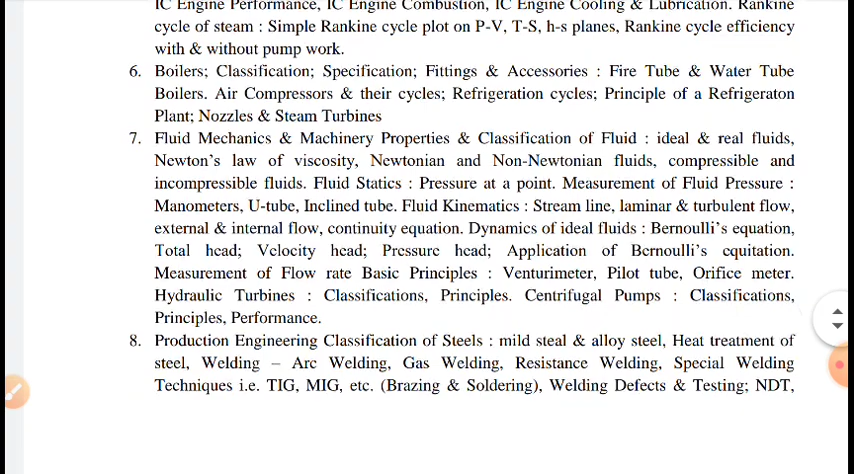 IC Engine Performance, IC Engine Combustion, IC Engine Cooling & Lubrication. Rankine
cycle of steam : Simple Rankine cycle plot on P-V, T-S, h-s planes, Rankine cycle efficiency
with & without pump work.
6. Boilers; Classification; Specification; Fittings & Accessories : Fire Tube & Water Tube
Boilers. Air Compressors & their cycles; Refrigeration cycles; Principle of a Refrigeraton
Plant; Nozzles & Steam Turbines
7. Fluid Mechanics & Machinery Properties & Classification of Fluid : ideal & real fluids,
Newton's law of viscosity, Newtonian and Non-Newtonian fluids, compressible and
incompressible fluids. Fluid Statics : Pressure at a point. Measurement of Fluid Pressure :
Manometers, U-tube, Inclined tube. Fluid Kinematics : Stream line, laminar & turbulent flow,
external & internal flow, continuity equation. Dynamics of ideal fluids : Bernoulli's equation,
Total head; Velocity head; Pressure head; Application of Bernoulli's equitation.
Measurement of Flow rate Basic Principles : Venturimeter, Pilot tube, Orifice meter.
Hydraulic Turbines : Classifications, Principles. Centrifugal Pumps : Classifications,
Principles, Performance.
8. Production Engineering Classification of Steels : mild steal & alloy steel, Heat treatment of
steel, Welding – Arc Welding, Gas Welding, Resistance Welding, Special Welding
Techniques i.e. TIG, MIG, etc. (Brazing & Soldering), Welding Defects & Testing; NDT,